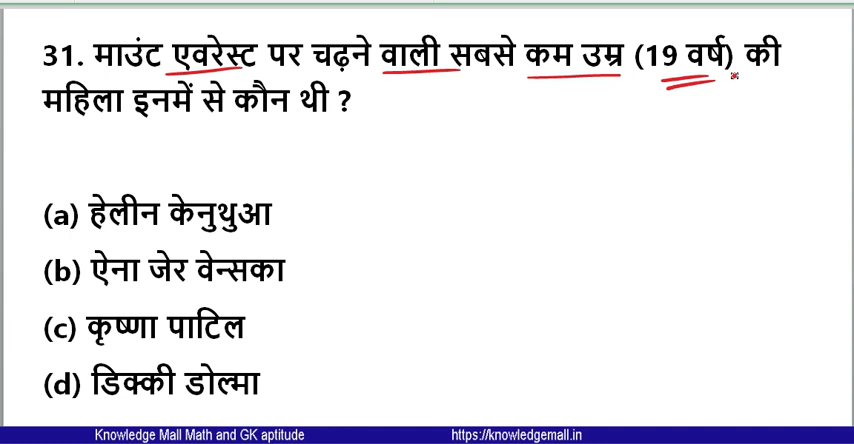 31. माउंट एवरेस्ट पर चढ़ने वाली सबसे कम उम्र (19 वर्ष) की
महिला इनमें से कौन थी ?
(a) हेलीन केनुथुआ
(b) ऐना जेर वेन्सका
(c) कृष्णा पाटिल
(d) डिक्की डोल्मा
Knowledge Mall Math and GK aptitude https://knowledgemall.in